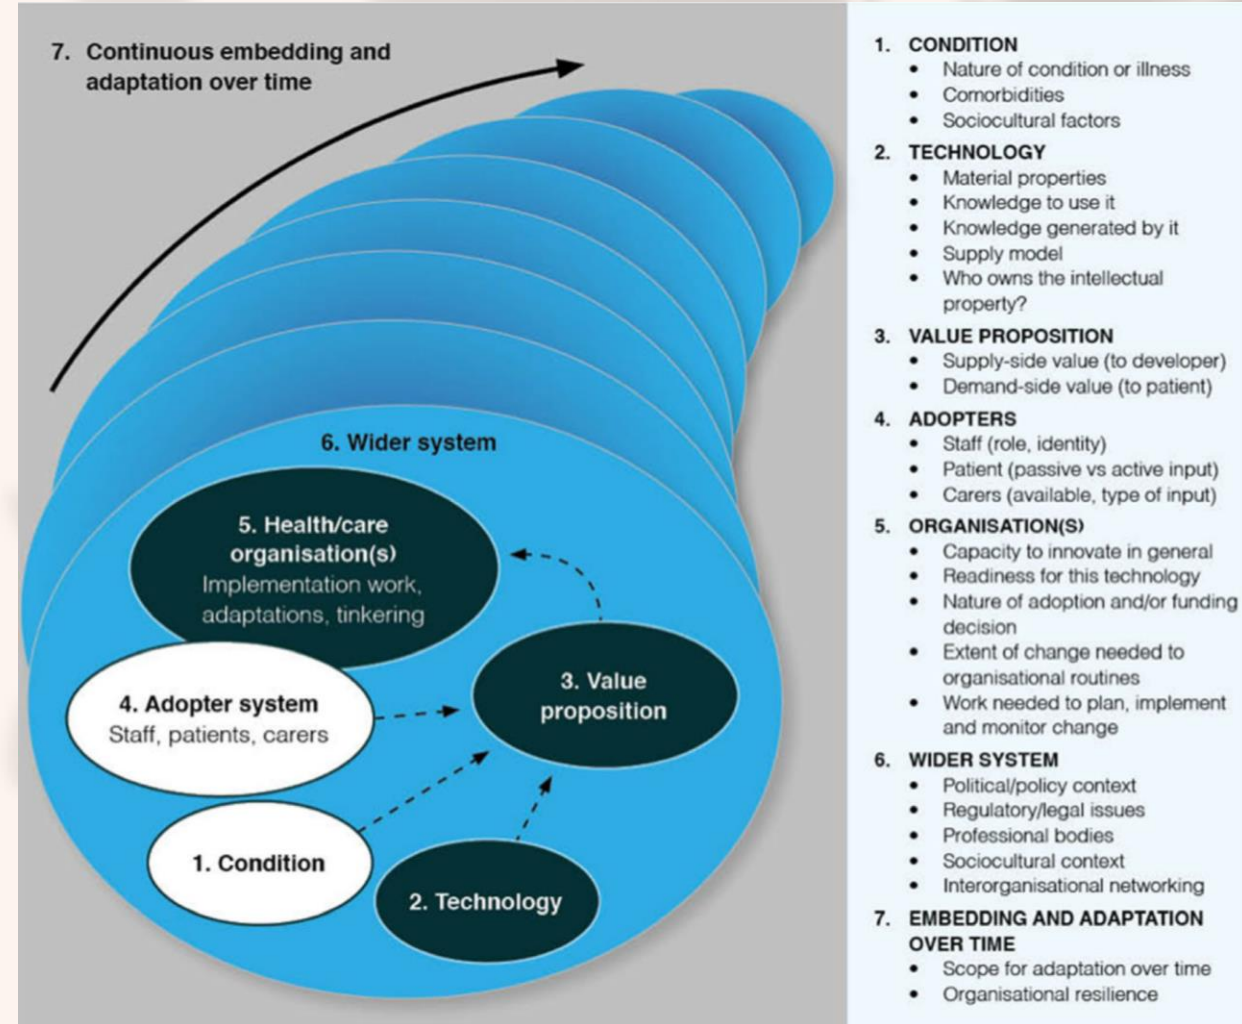 7. Continuous embedding and
adaptation over time
6. Wider system
5. Health/care
organisation(s)
Implementation work,
adaptations, tinkering
4. Adopter system
Staff, patients, carers
3. Value
proposition
1. Condition
2. Technology
1. CONDITION
• Nature of condition or illness
• Comorbidities
• Sociocultural factors
2. TECHNOLOGY
• Material properties
• Knowledge to use it
• Knowledge generated by it
• Supply model
• Who owns the intellectual
property?
3. VALUE PROPOSITION
• Supply-side value (to developer)
• Demand-side value (to patient)
4. ADOPTERS
• Staff (role, identity)
• Patient (passive vs active input)
• Carers (available, type of input)
5. ORGANISATION(S)
• Capacity to innovate in general
• Readiness for this technology
• Nature of adoption and/or funding
decision
• Extent of change needed to
organisational routines
• Work needed to plan, implement
and monitor change
6. WIDER SYSTEM
• Political/policy context
• Regulatory/legal issues
• Professional bodies
• Sociocultural context
• Interorganisational networking
7. EMBEDDING AND ADAPTATION
OVER TIME
• Scope for adaptation over time
• Organisational resilience